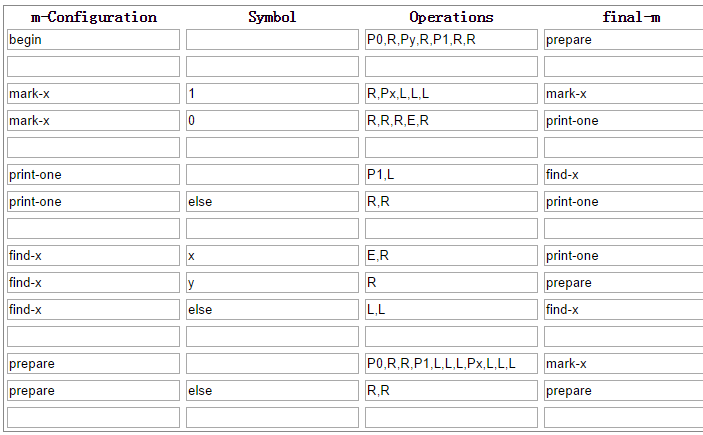 m-Configuration Symbol Operations final-m
begin P0,R,Py,R,P1,R,R prepare
mark-x 1 R,Px,L,L,L mark-x
mark-x 0 R,R,R,E,R print-one
print-one P1,L find-x
print-one else R,R print-one
find-x x E,R print-one
find-x y R prepare
find-x else L,L find-x
prepare P0,R,R,P1,L,L,L,Px,L,L,L mark-x
prepare else R,R prepare